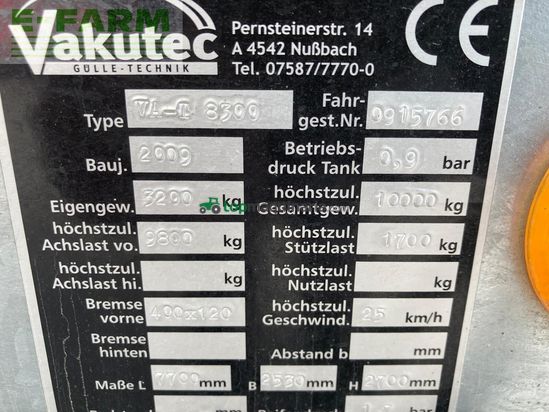 E-FARM
Vakutec
GÜLLE-TECHNIK
Pernsteinerstr. 14
A 4542 Nußbach
Tel. 07587/7770-0
CE
Type VA-T 8300
Fahr-
gest.Nr. 0915766
Bauj. 2009
Betriebs-
druck Tank 0,9 bar
Eigengew. 3200 kg
höchstzul.
Gesamtgew. 10000 kg
höchstzul.
Achslast vo. 9800 kg
höchstzul.
Stützlast 1700 kg
höchstzul.
Achslast hi. kg
höchstzul.
Nutzlast kg
Bremse
vorne 400x120
höchstzul.
Geschwind. 25 km/h
Bremse
hinten
Abstand b mm
Maße L 7700 mm B 2530 mm H 2700 mm